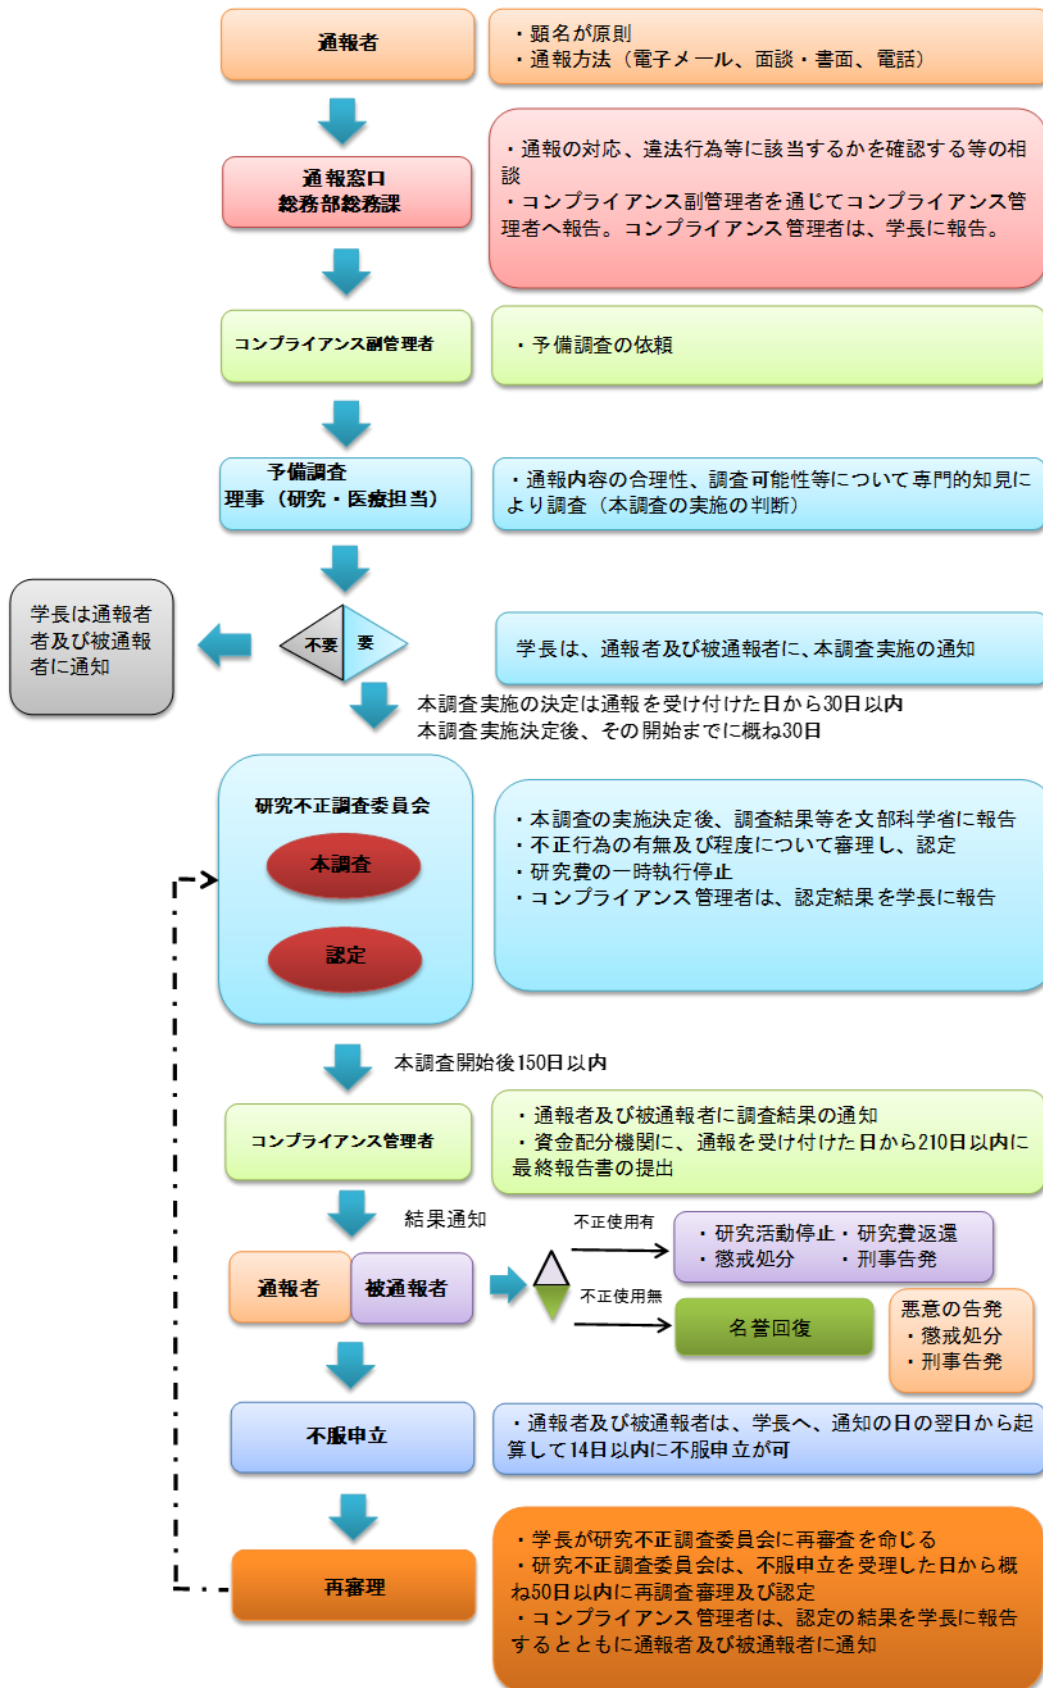 通報者
・顕名が原則
・通報方法（電子メール、面談・書面、電話）
通報窓口
総務部総務課
・通報の対応、違法行為等に該当するかを確認する等の相
談
・コンプライアンス副管理者を通じてコンプライアンス管
理者へ報告。コンプライアンス管理者は、学長に報告。
コンプライアンス副管理者
・予備調査の依頼
予備調査
理事（研究・医療担当）
・通報内容の合理性、調査可能性等について専門的知見に
より調査（本調査の実施の判断）
学長は通報者
者及び被通報
者に通知
不要
要
学長は、通報者及び被通報者に、本調査実施の通知
本調査実施の決定は通報を受け付けた日から30日以内
本調査実施決定後、その開始までに概ね30日
研究不正調査委員会
本調査
認定
・本調査の実施決定後、調査結果等を文部科学省に報告
・不正行為の有無及び程度について審理し、認定
・研究費の一時執行停止
・コンプライアンス管理者は、認定結果を学長に報告
本調査開始後150日以内
コンプライアンス管理者
・通報者及び被通報者に調査結果の通知
・資金配分機関に、通報を受け付けた日から210日以内に
最終報告書の提出
結果通知
通報者
被通報者
不正使用有
・研究活動停止・研究費返還
・懲戒処分　　・刑事告発
不正使用無
名誉回復
悪意の告発
・懲戒処分
・刑事告発
不服申立
・通報者及び被通報者は、学長へ、通知の日の翌日から起
算して14日以内に不服申立が可
再審理
・学長が研究不正調査委員会に再審査を命じる
・研究不正調査委員会は、不服申立を受理した日から概
ね50日以内に再調査審理及び認定
・コンプライアンス管理者は、認定の結果を学長に報告
するとともに通報者及び被通報者に通知